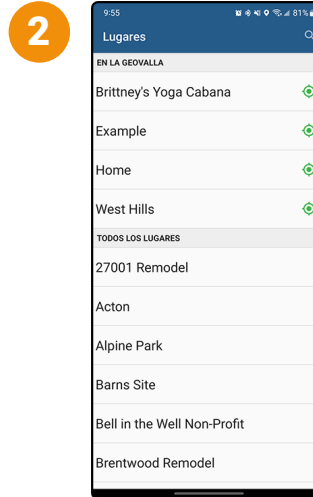 2
9:55
81%
Lugares
EN LA GEOVALLA
Brittney's Yoga Cabana
Example
Home
West Hills
TODOS LOS LUGARES
27001 Remodel
Acton
Alpine Park
Barns Site
Bell in the Well Non-Profit
Brentwood Remodel